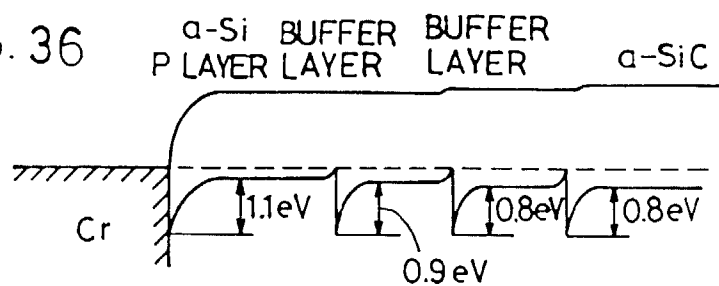 . 36
a-Si BUFFER BUFFER
P LAYER LAYER LAYER a-SiC
Cr 1.1eV 0.8eV 0.8eV
0.9eV